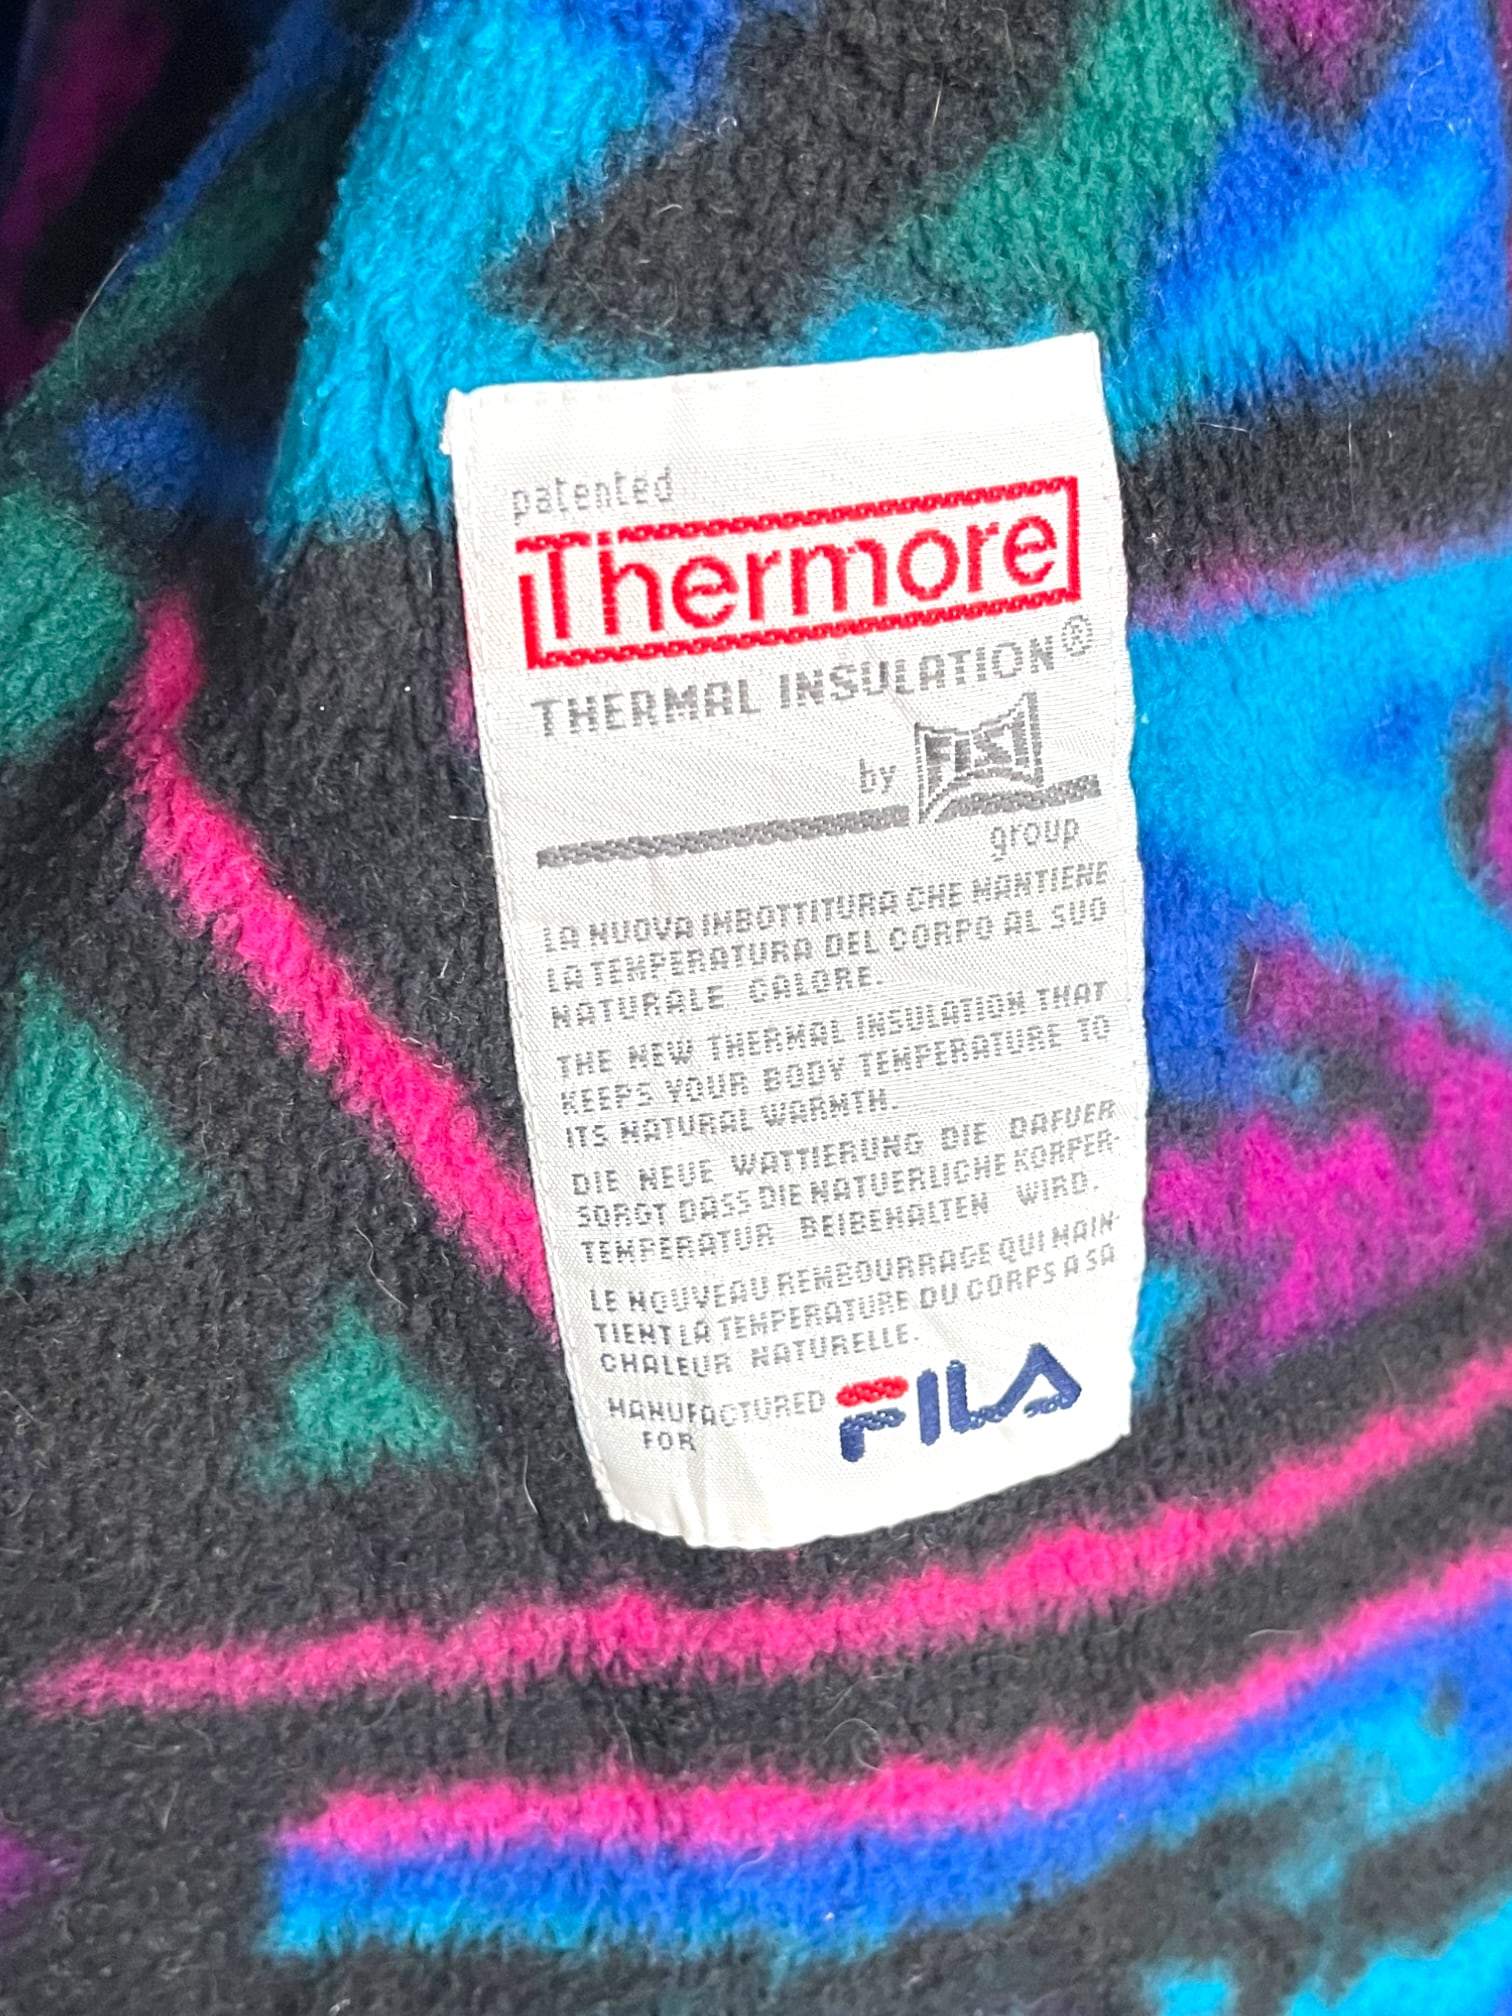 patented
Thermore
THERMAL INSULATION®
by FISI
group
LA NUOVA IMBOTTITURA CHE MANTIENE
LA TEMPERATURA DEL CORPO AL SUO
NATURALE CALORE.
THE NEW THERMAL INSULATION THAT
KEEPS YOUR BODY TEMPERATURE TO
ITS NATURAL WARMTH.
DIE NEUE WATTIERUNG DIE DAFUER
SORGT DASS DIE NATUERLICHE KORPER-
TEMPERATUR BEIBEHALTEN WIRD.
LE NOUVEAU REMBOURRAGE QUI MAIN-
TIENT LA TEMPERATURE DU CORPS A SA
CHALEUR NATURELLE.
MANUFACTURED
FOR
FILA